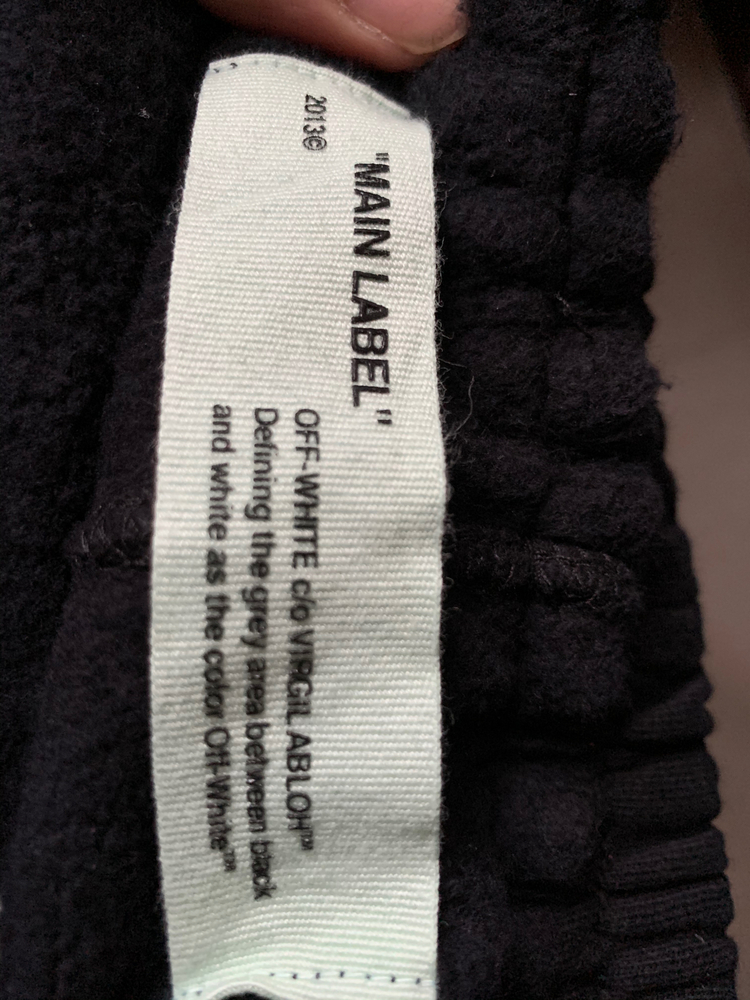 2013©
"MAIN LABEL"
OFF-WHITE c/o VIRGIL ABLOH™
Defining the grey area between black
and white as the color Off-White™